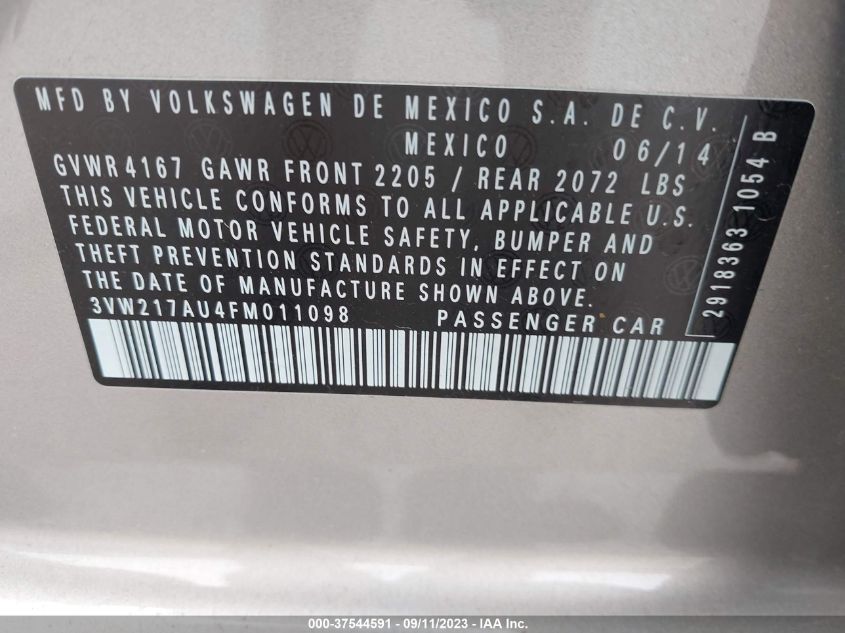 MFD BY VOLKSWAGEN DE MEXICO S.A. DE C.V.
MEXICO 06/14
GVWR 4167 GAWR FRONT 2205 / REAR 2072 LBS
THIS VEHICLE CONFORMS TO ALL APPLICABLE U.S.
FEDERAL MOTOR VEHICLE SAFETY, BUMPER AND
THEFT PREVENTION STANDARDS IN EFFECT ON
THE DATE OF MANUFACTURE SHOWN ABOVE.
3VW217AU4FM011098 PASSENGER CAR
2918363 1054 B
000-37544591 - 09/11/2023 - IAA Inc.